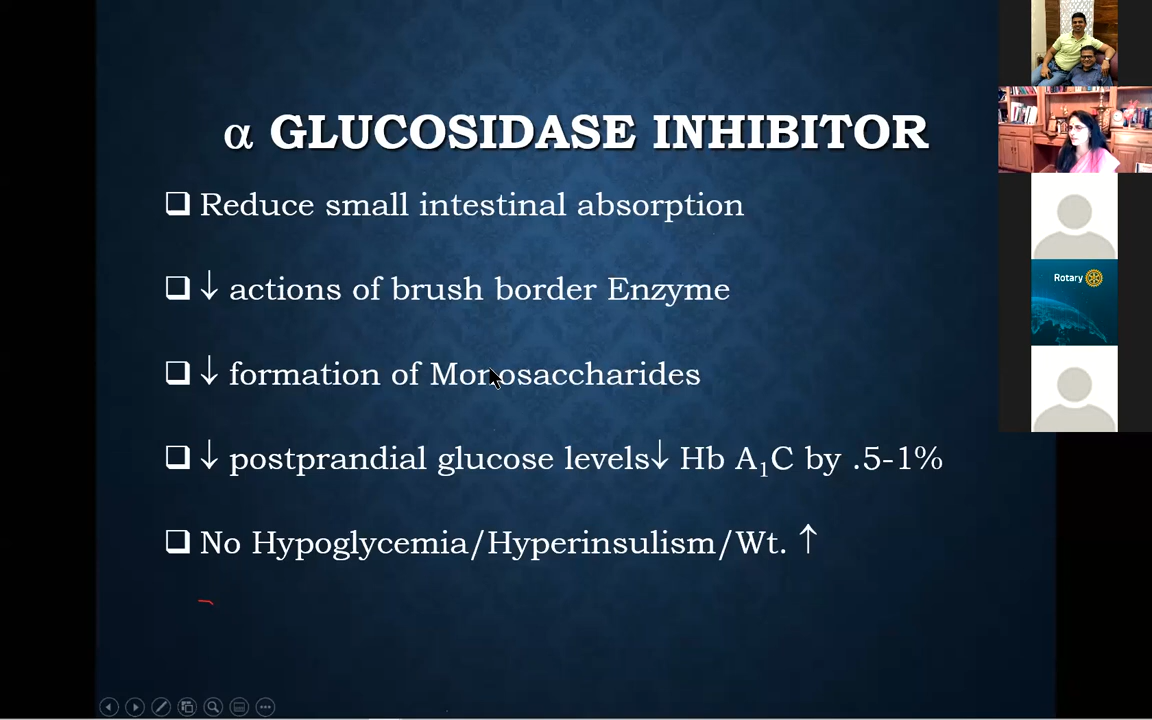 α GLUCOSIDASE INHIBITOR
❑ Reduce small intestinal absorption
❑ ↓ actions of brush border Enzyme
❑ ↓ formation of Monosaccharides
❑ ↓ postprandial glucose levels↓ Hb A₁C by .5-1%
❑ No Hypoglycemia/Hyperinsulism/Wt. ↑
Rotary